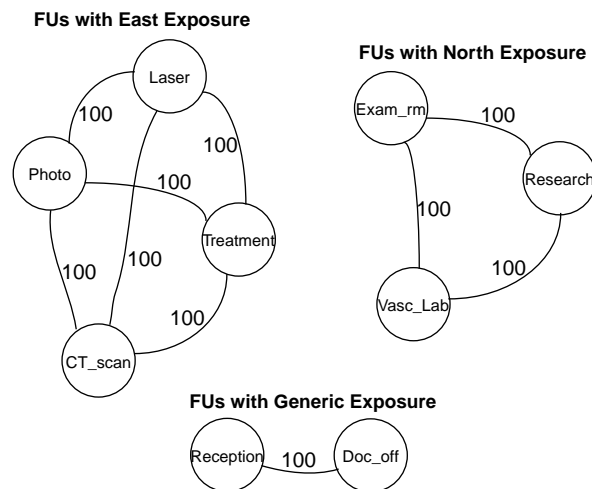 FUs with East Exposure
Laser
100
100
Photo
100
Treatment
100
100
100
CT_scan
FUs with North Exposure
Exam_rm
100
Research
100
100
Vasc_Lab
FUs with Generic Exposure
Reception
100
Doc_off